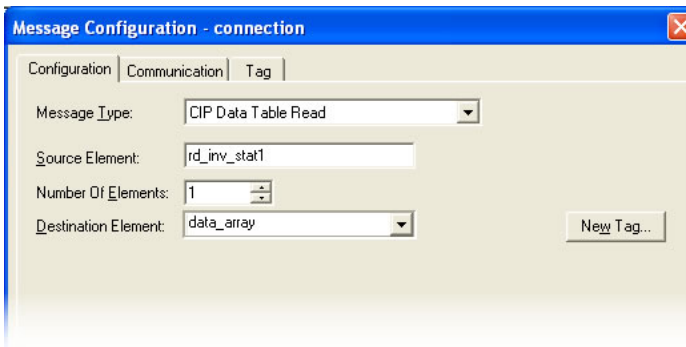 Message Configuration - connection
Configuration Communication Tag
Message Type: CIP Data Table Read
Source Element: rd_inv_stat1
Number Of Elements: 1
Destination Element: data_array New Tag...